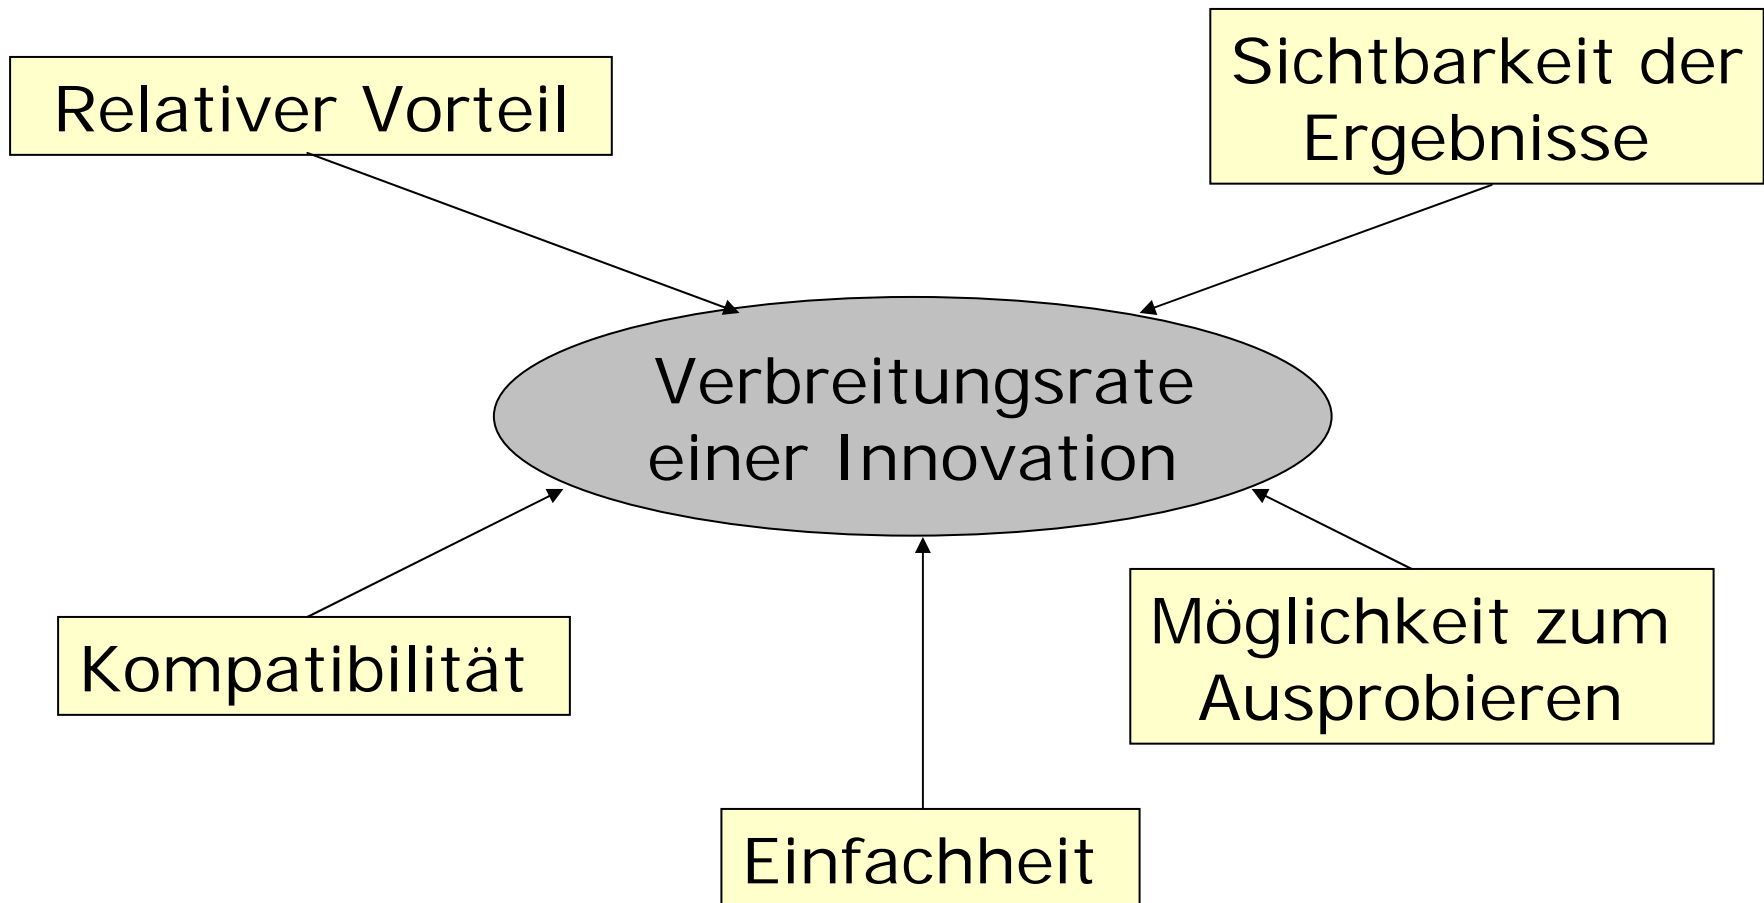 Relativer Vorteil
Sichtbarkeit der
Ergebnisse
Verbreitungsrate
einer Innovation
Kompatibilität
Möglichkeit zum
Ausprobieren
Einfachheit